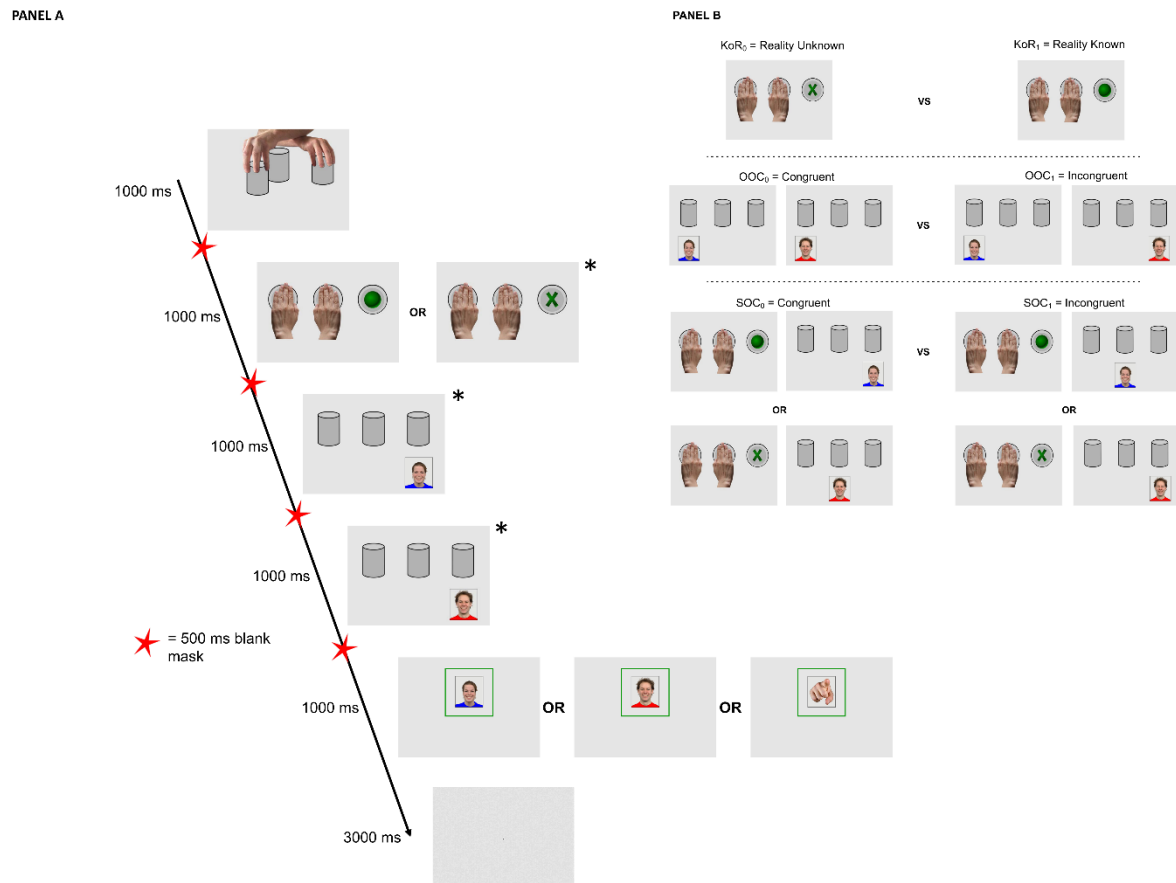 PANEL A
1000 ms
1000 ms
OR
*
1000 ms
*
1000 ms
*
= 500 ms blank
mask
1000 ms
OR
OR
3000 ms
PANEL B
KoR₀ = Reality Unknown
KoR₁ = Reality Known
VS
OOC₀ = Congruent
OOC₁ = Incongruent
VS
SOC₀ = Congruent
SOC₁ = Incongruent
VS
OR
OR